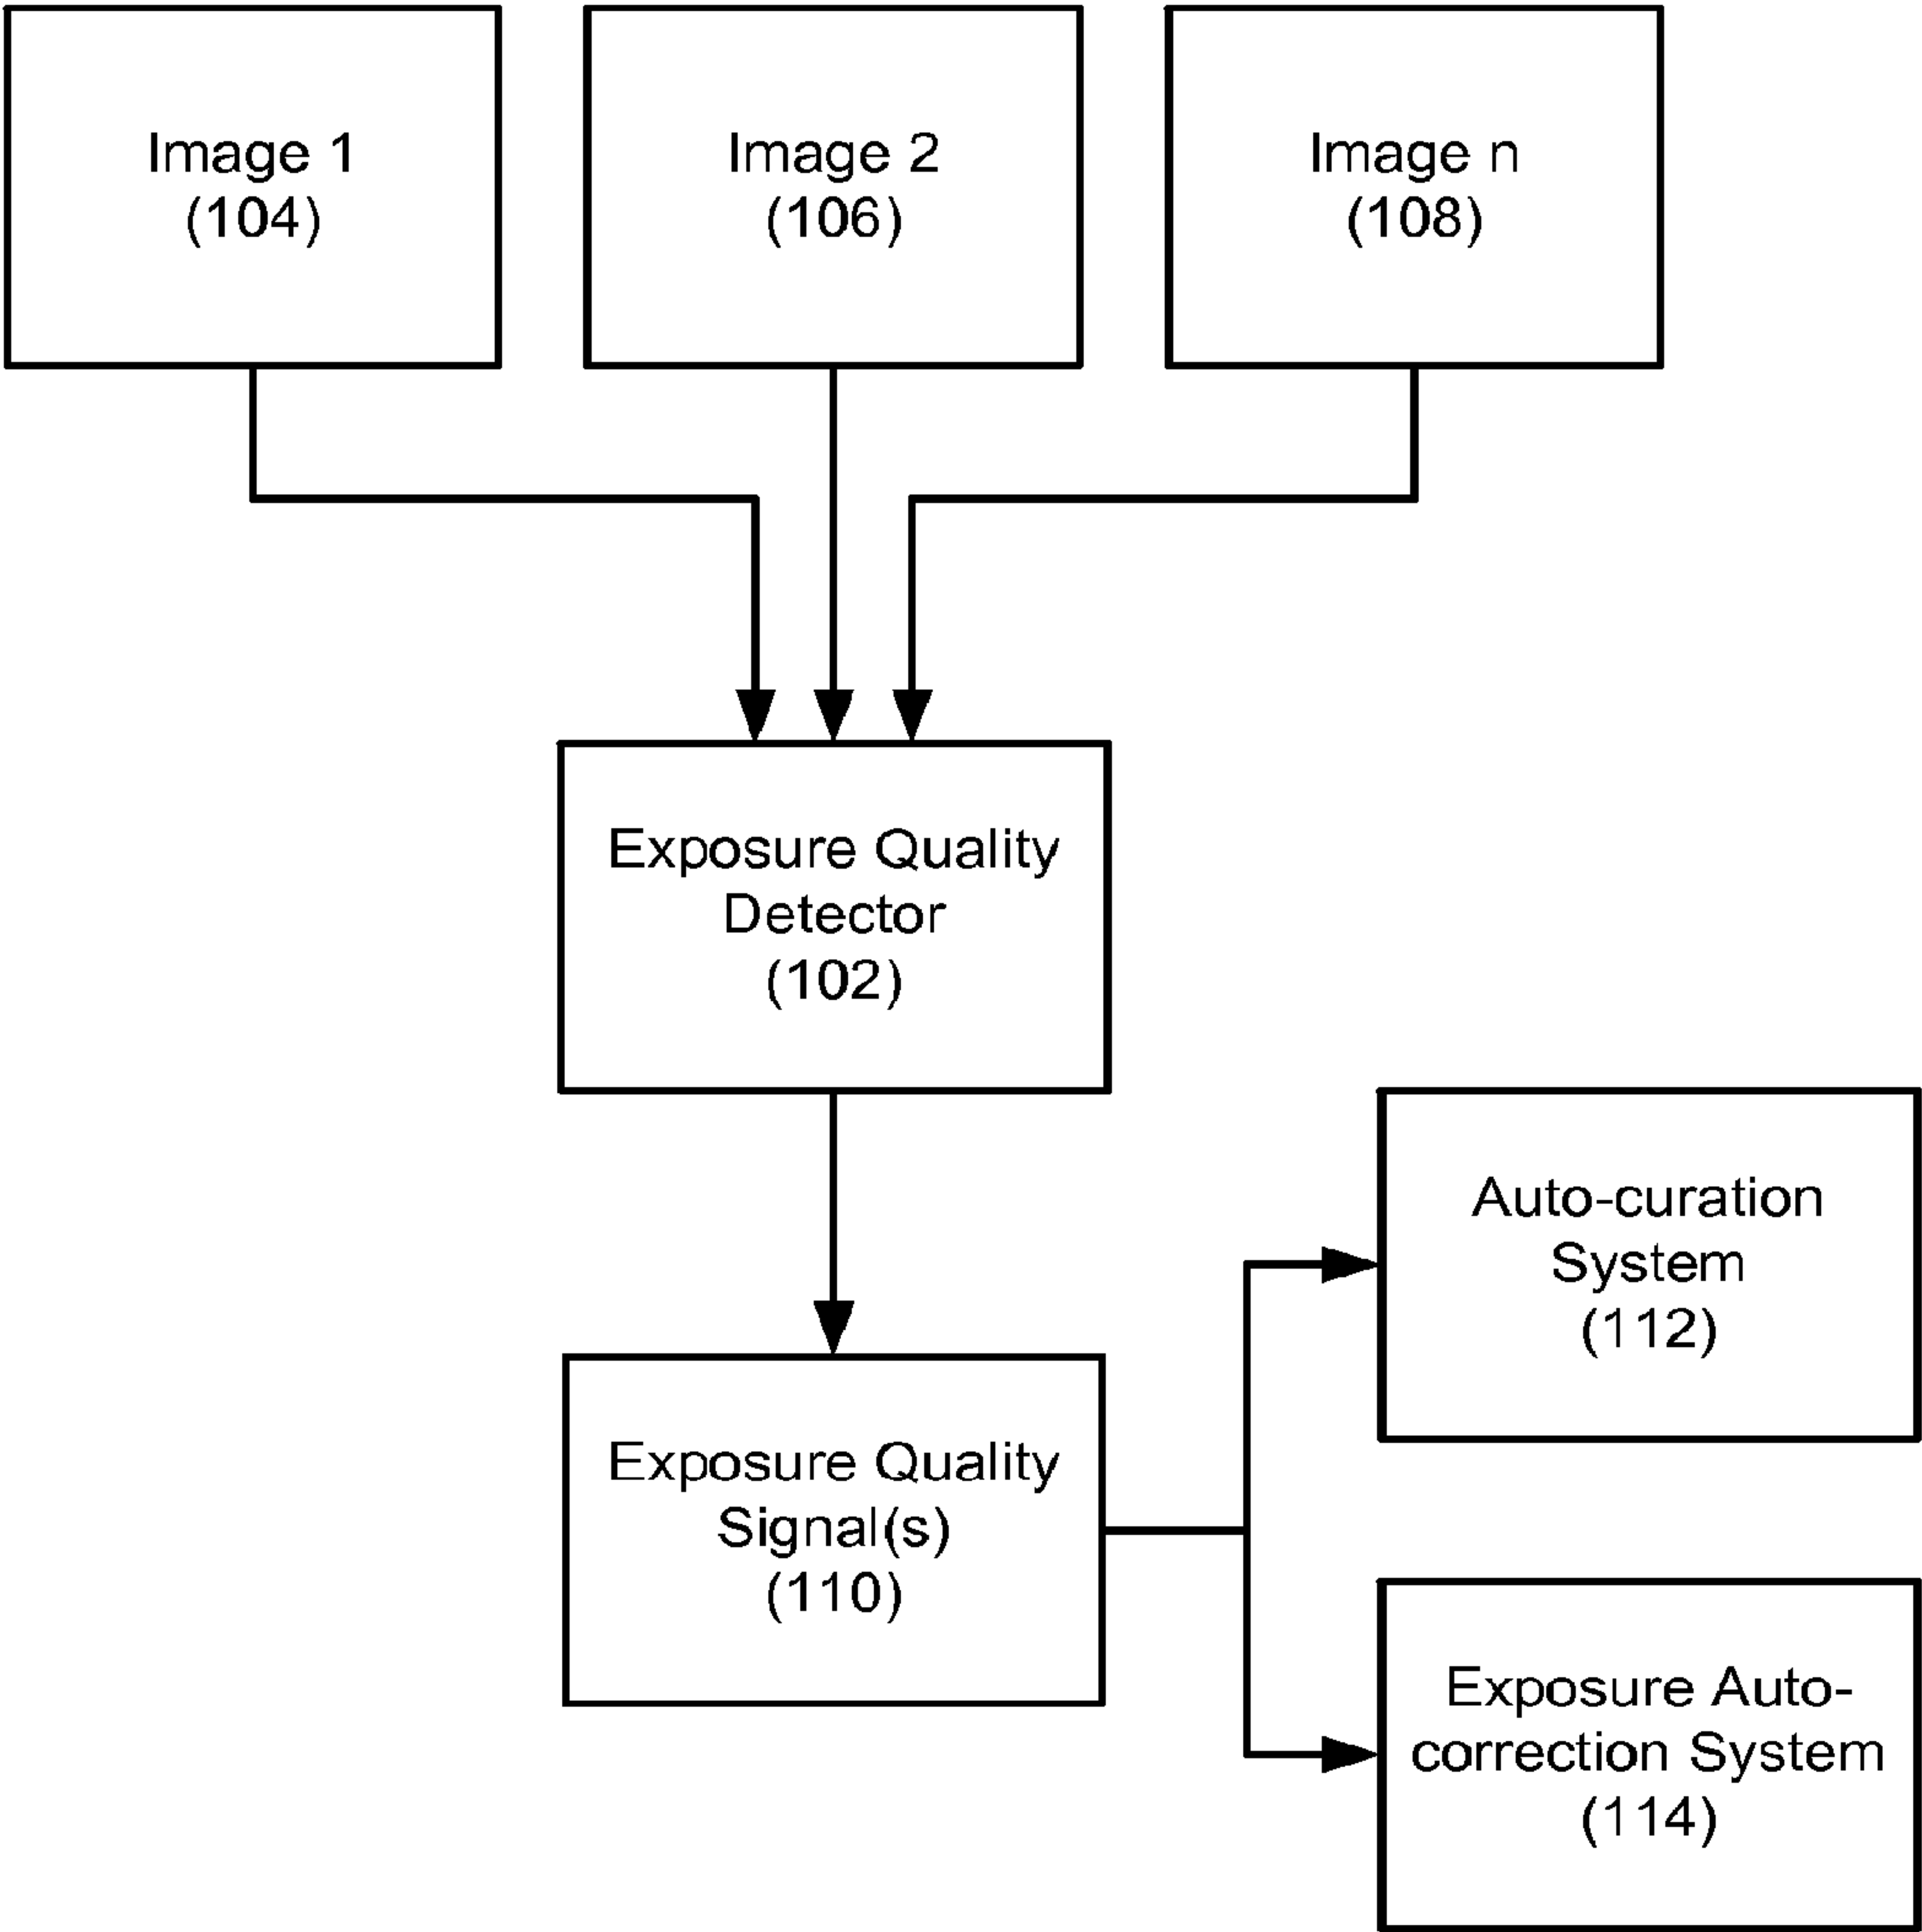 Image 1
(104)
Image 2
(106)
Image n
(108)
Exposure Quality
Detector
(102)
Auto-curation
System
(112)
Exposure Quality
Signal(s)
(110)
Exposure Auto-
correction System
(114)